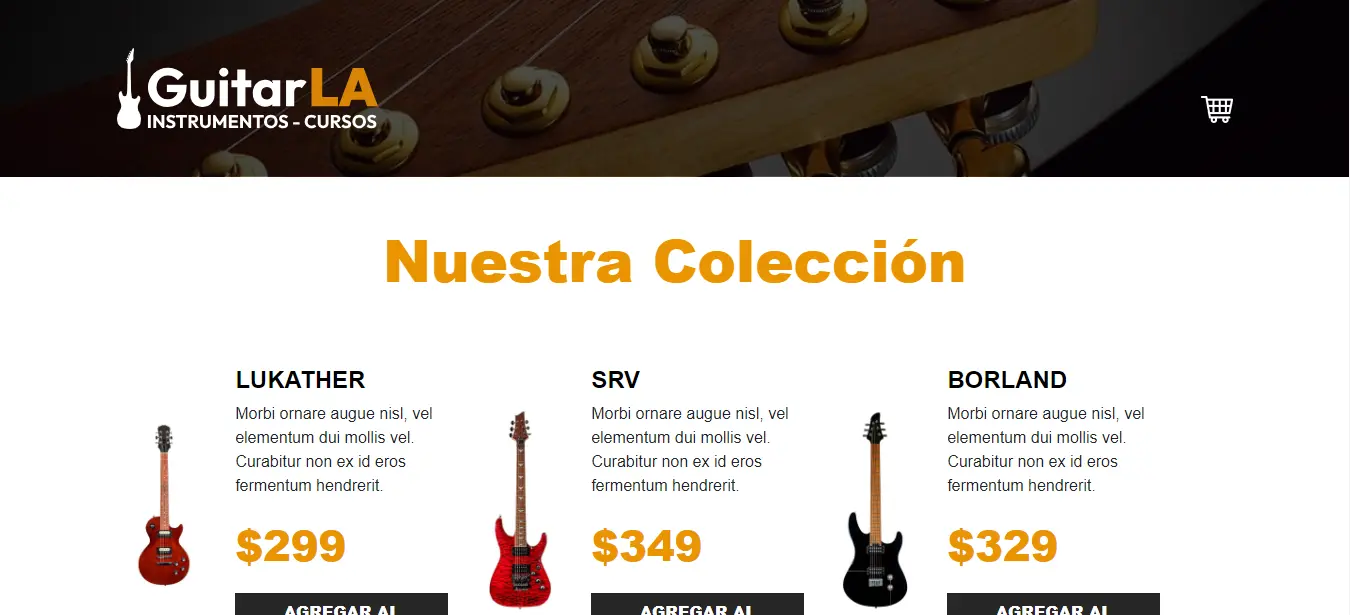 GuitarLA
INSTRUMENTOS - CURSOS
Nuestra Colección
LUKATHER
Morbi ornare augue nisl, vel
elementum dui mollis vel.
Curabitur non ex id eros
fermentum hendrerit.
$299
AGREGAR AL
SRV
Morbi ornare augue nisl, vel
elementum dui mollis vel.
Curabitur non ex id eros
fermentum hendrerit.
$349
AGREGAR AL
BORLAND
Morbi ornare augue nisl, vel
elementum dui mollis vel.
Curabitur non ex id eros
fermentum hendrerit.
$329
AGREGAR AL